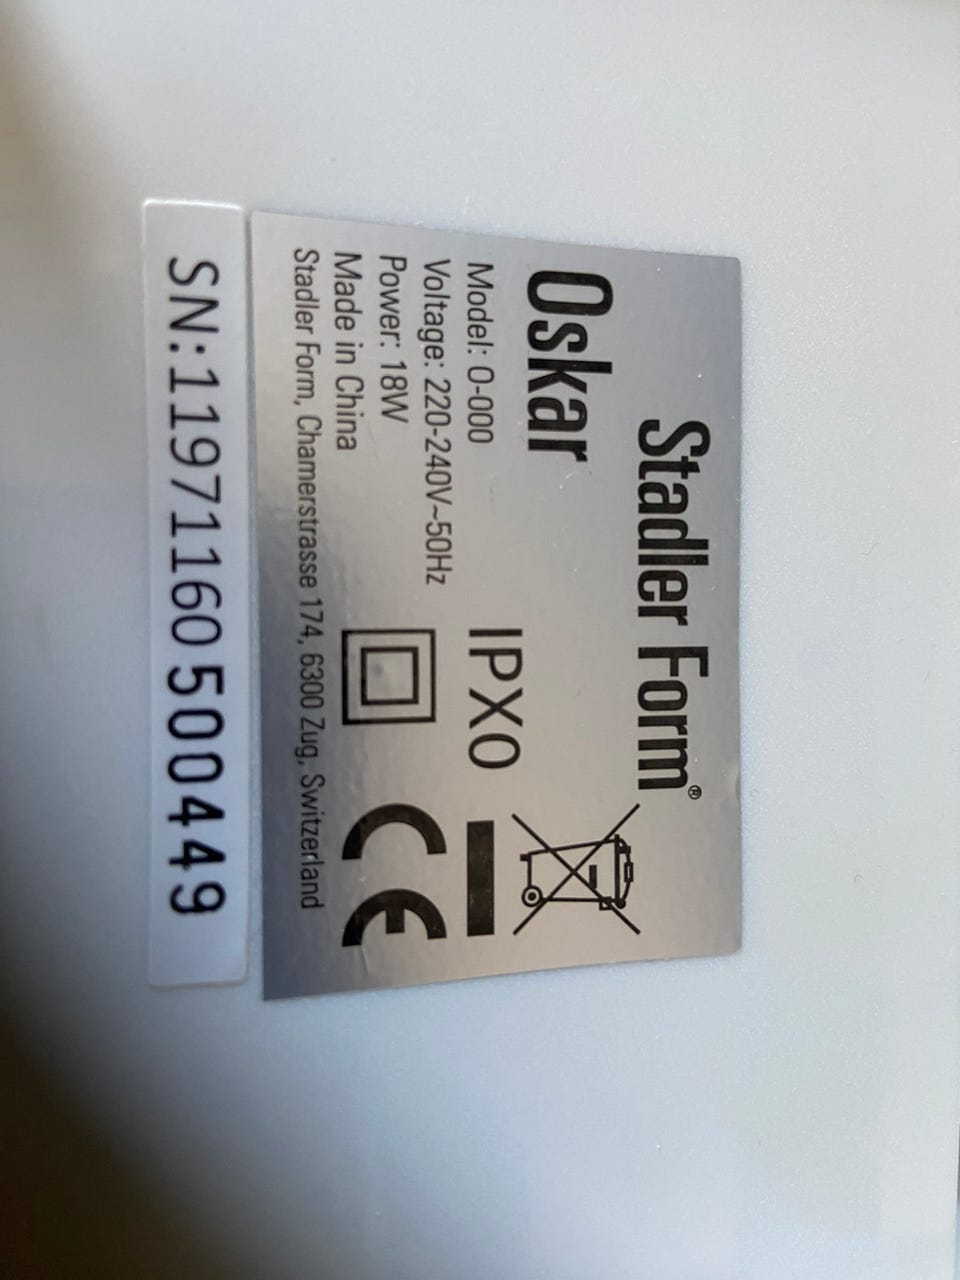 Stadler Form®
Oskar
Model: O-000
Voltage: 220-240V~50Hz
Power: 18W
Made in China
Stadler Form, Chamerstrasse 174, 6300 Zug, Switzerland
IPX0
CE
SN:11971160500449